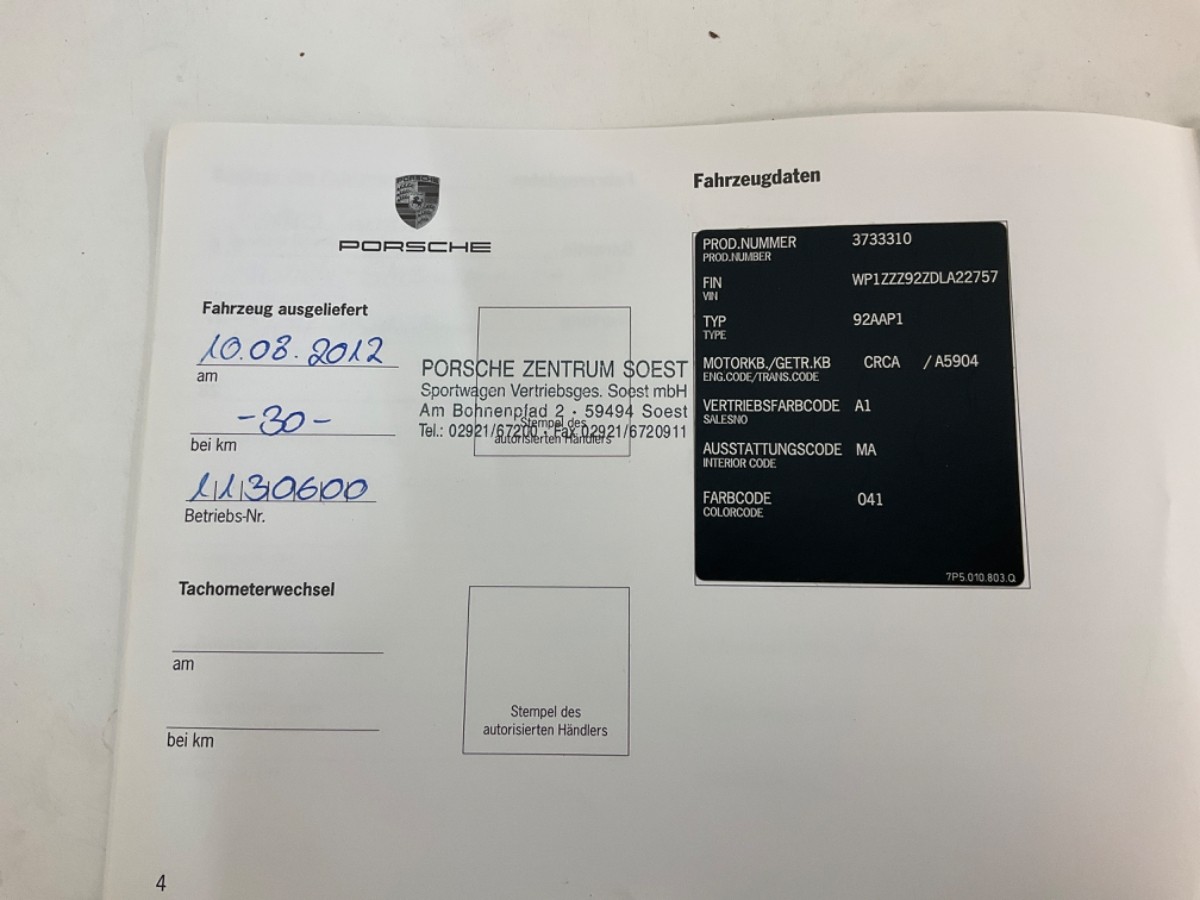 PORSCHE
PORSCHE
Fahrzeug ausgeliefert
10.08.2012
am
-30-
bei km
1130600
Betriebs-Nr.
PORSCHE ZENTRUM SOEST
Sportwagen Vertriebsges. Soest mbH
Am Bohnenpfad 2 · 59494 Soest
Tel.: 02921/67200 · Fax 02921/6720911
Stempel des
autorisierten Händlers
Tachometerwechsel
am
bei km
Stempel des
autorisierten Händlers
4
Fahrzeugdaten
PROD.NUMMER 3733310
PROD.NUMBER
FIN WP1ZZZ92ZDLA22757
VIN
TYP 92AAP1
TYPE
MOTORKB./GETR.KB CRCA / A5904
ENG.CODE/TRANS.CODE
VERTRIEBSFARBCODE A1
SALESNO
AUSSTATTUNGSCODE MA
INTERIOR CODE
FARBCODE 041
COLORCODE
7P5.010.803.Q